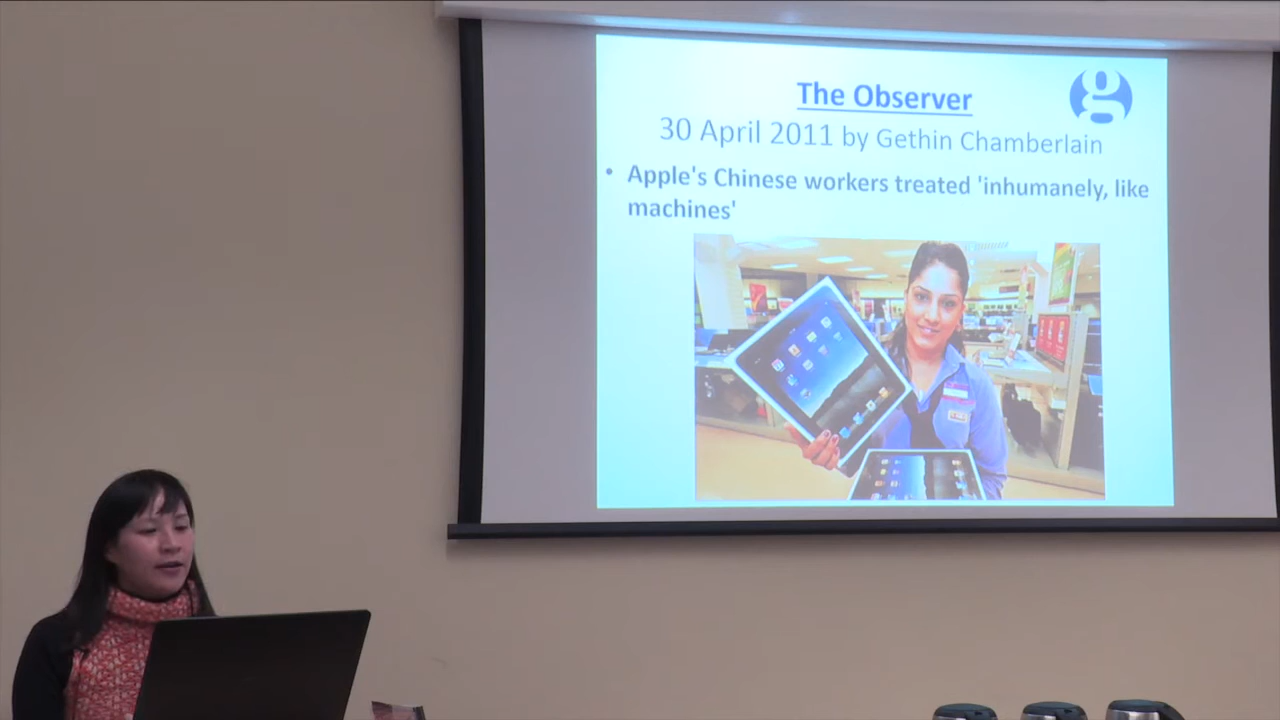 The Observer
g
30 April 2011 by Gethin Chamberlain
• Apple's Chinese workers treated 'inhumanely, like
machines'